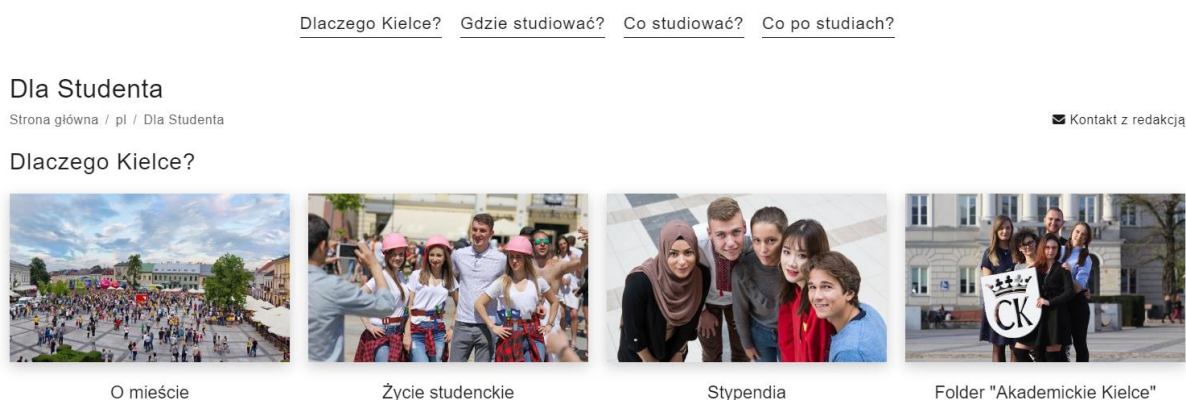 Dlaczego Kielce? Gdzie studiować? Co studiować? Co po studiach?
Dla Studenta
Strona główna / pl / Dla Studenta
Kontakt z redakcją
Dlaczego Kielce?
CK
O mieście
Życie studenckie
Stypendia
Folder "Akademickie Kielce"